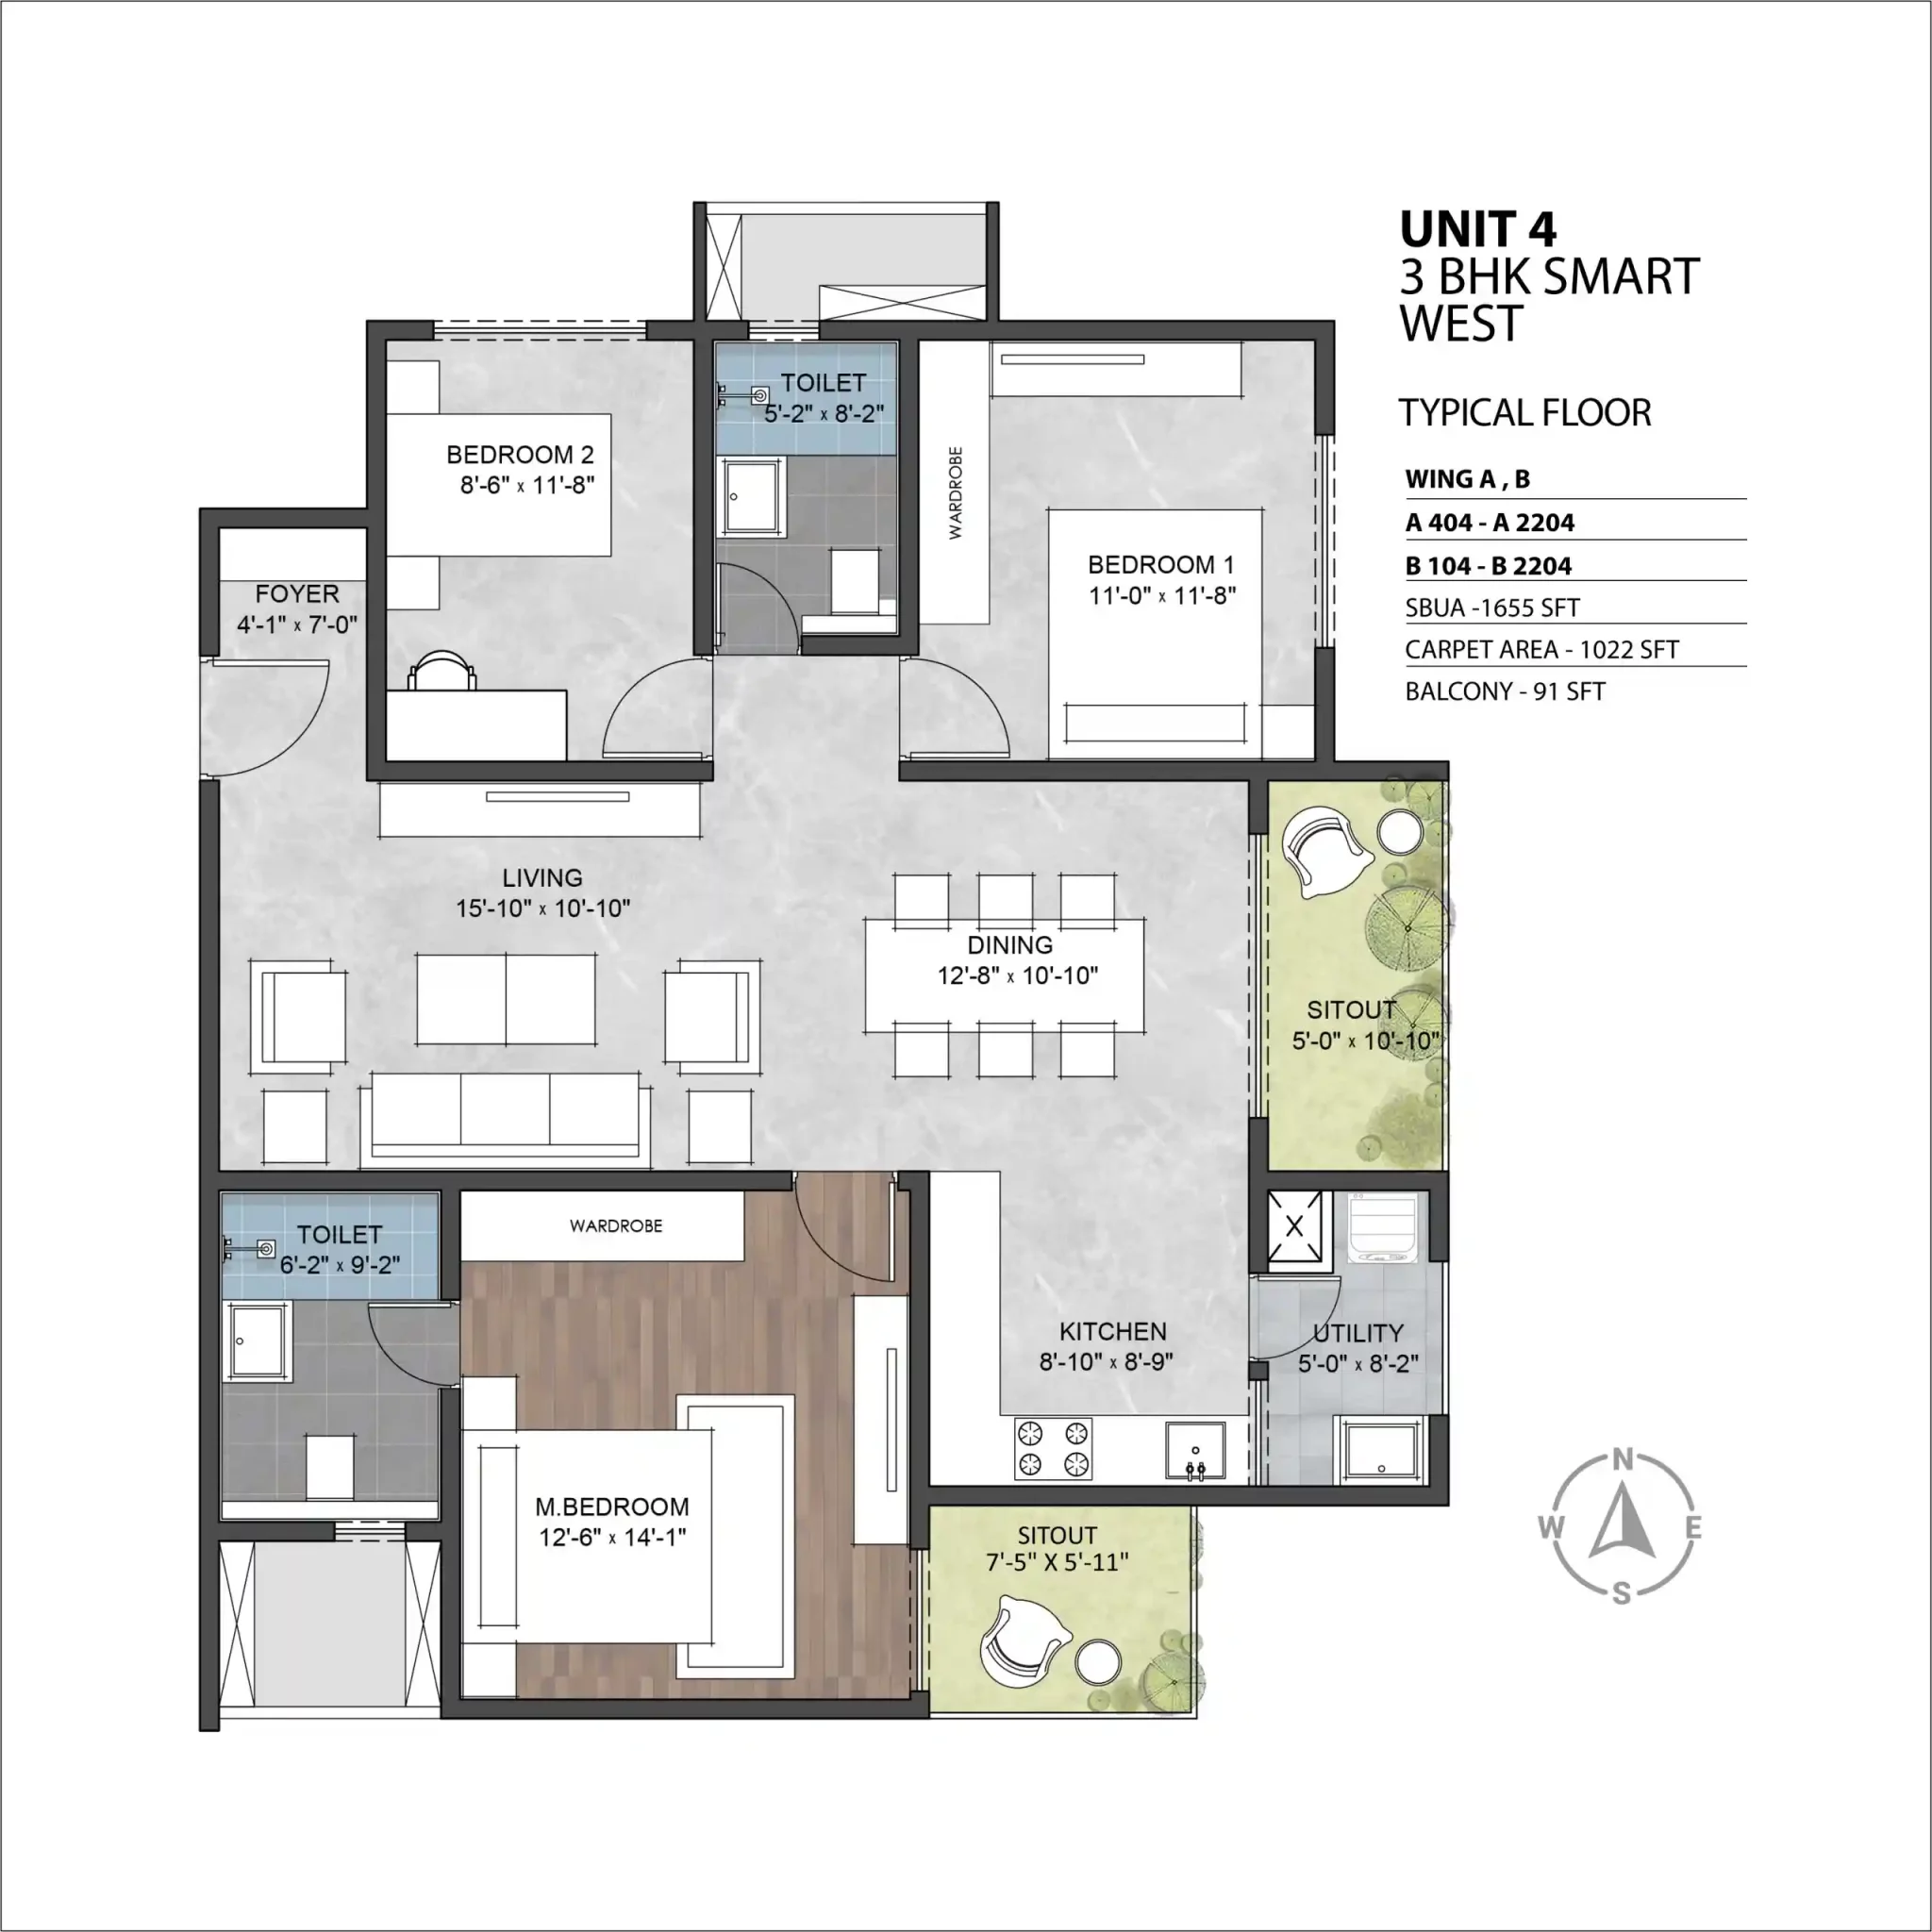 UNIT 4
3 BHK SMART
WEST
TYPICAL FLOOR
WING A , B
A 404 - A 2204
B 104 - B 2204
SBUA -1655 SFT
CARPET AREA - 1022 SFT
BALCONY - 91 SFT
TOILET
5'-2" x 8'-2"
BEDROOM 2
8'-6" x 11'-8"
WARDROBE
BEDROOM 1
11'-0" x 11'-8"
FOYER
4'-1" x 7'-0"
LIVING
15'-10" x 10'-10"
DINING
12'-8" x 10'-10"
SITOUT
5'-0" x 10'-10"
TOILET
6'-2" x 9'-2"
WARDROBE
X
KITCHEN
8'-10" x 8'-9"
UTILITY
5'-0" x 8'-2"
M.BEDROOM
12'-6" x 14'-1"
SITOUT
7'-5" X 5'-11"
N
W E
S